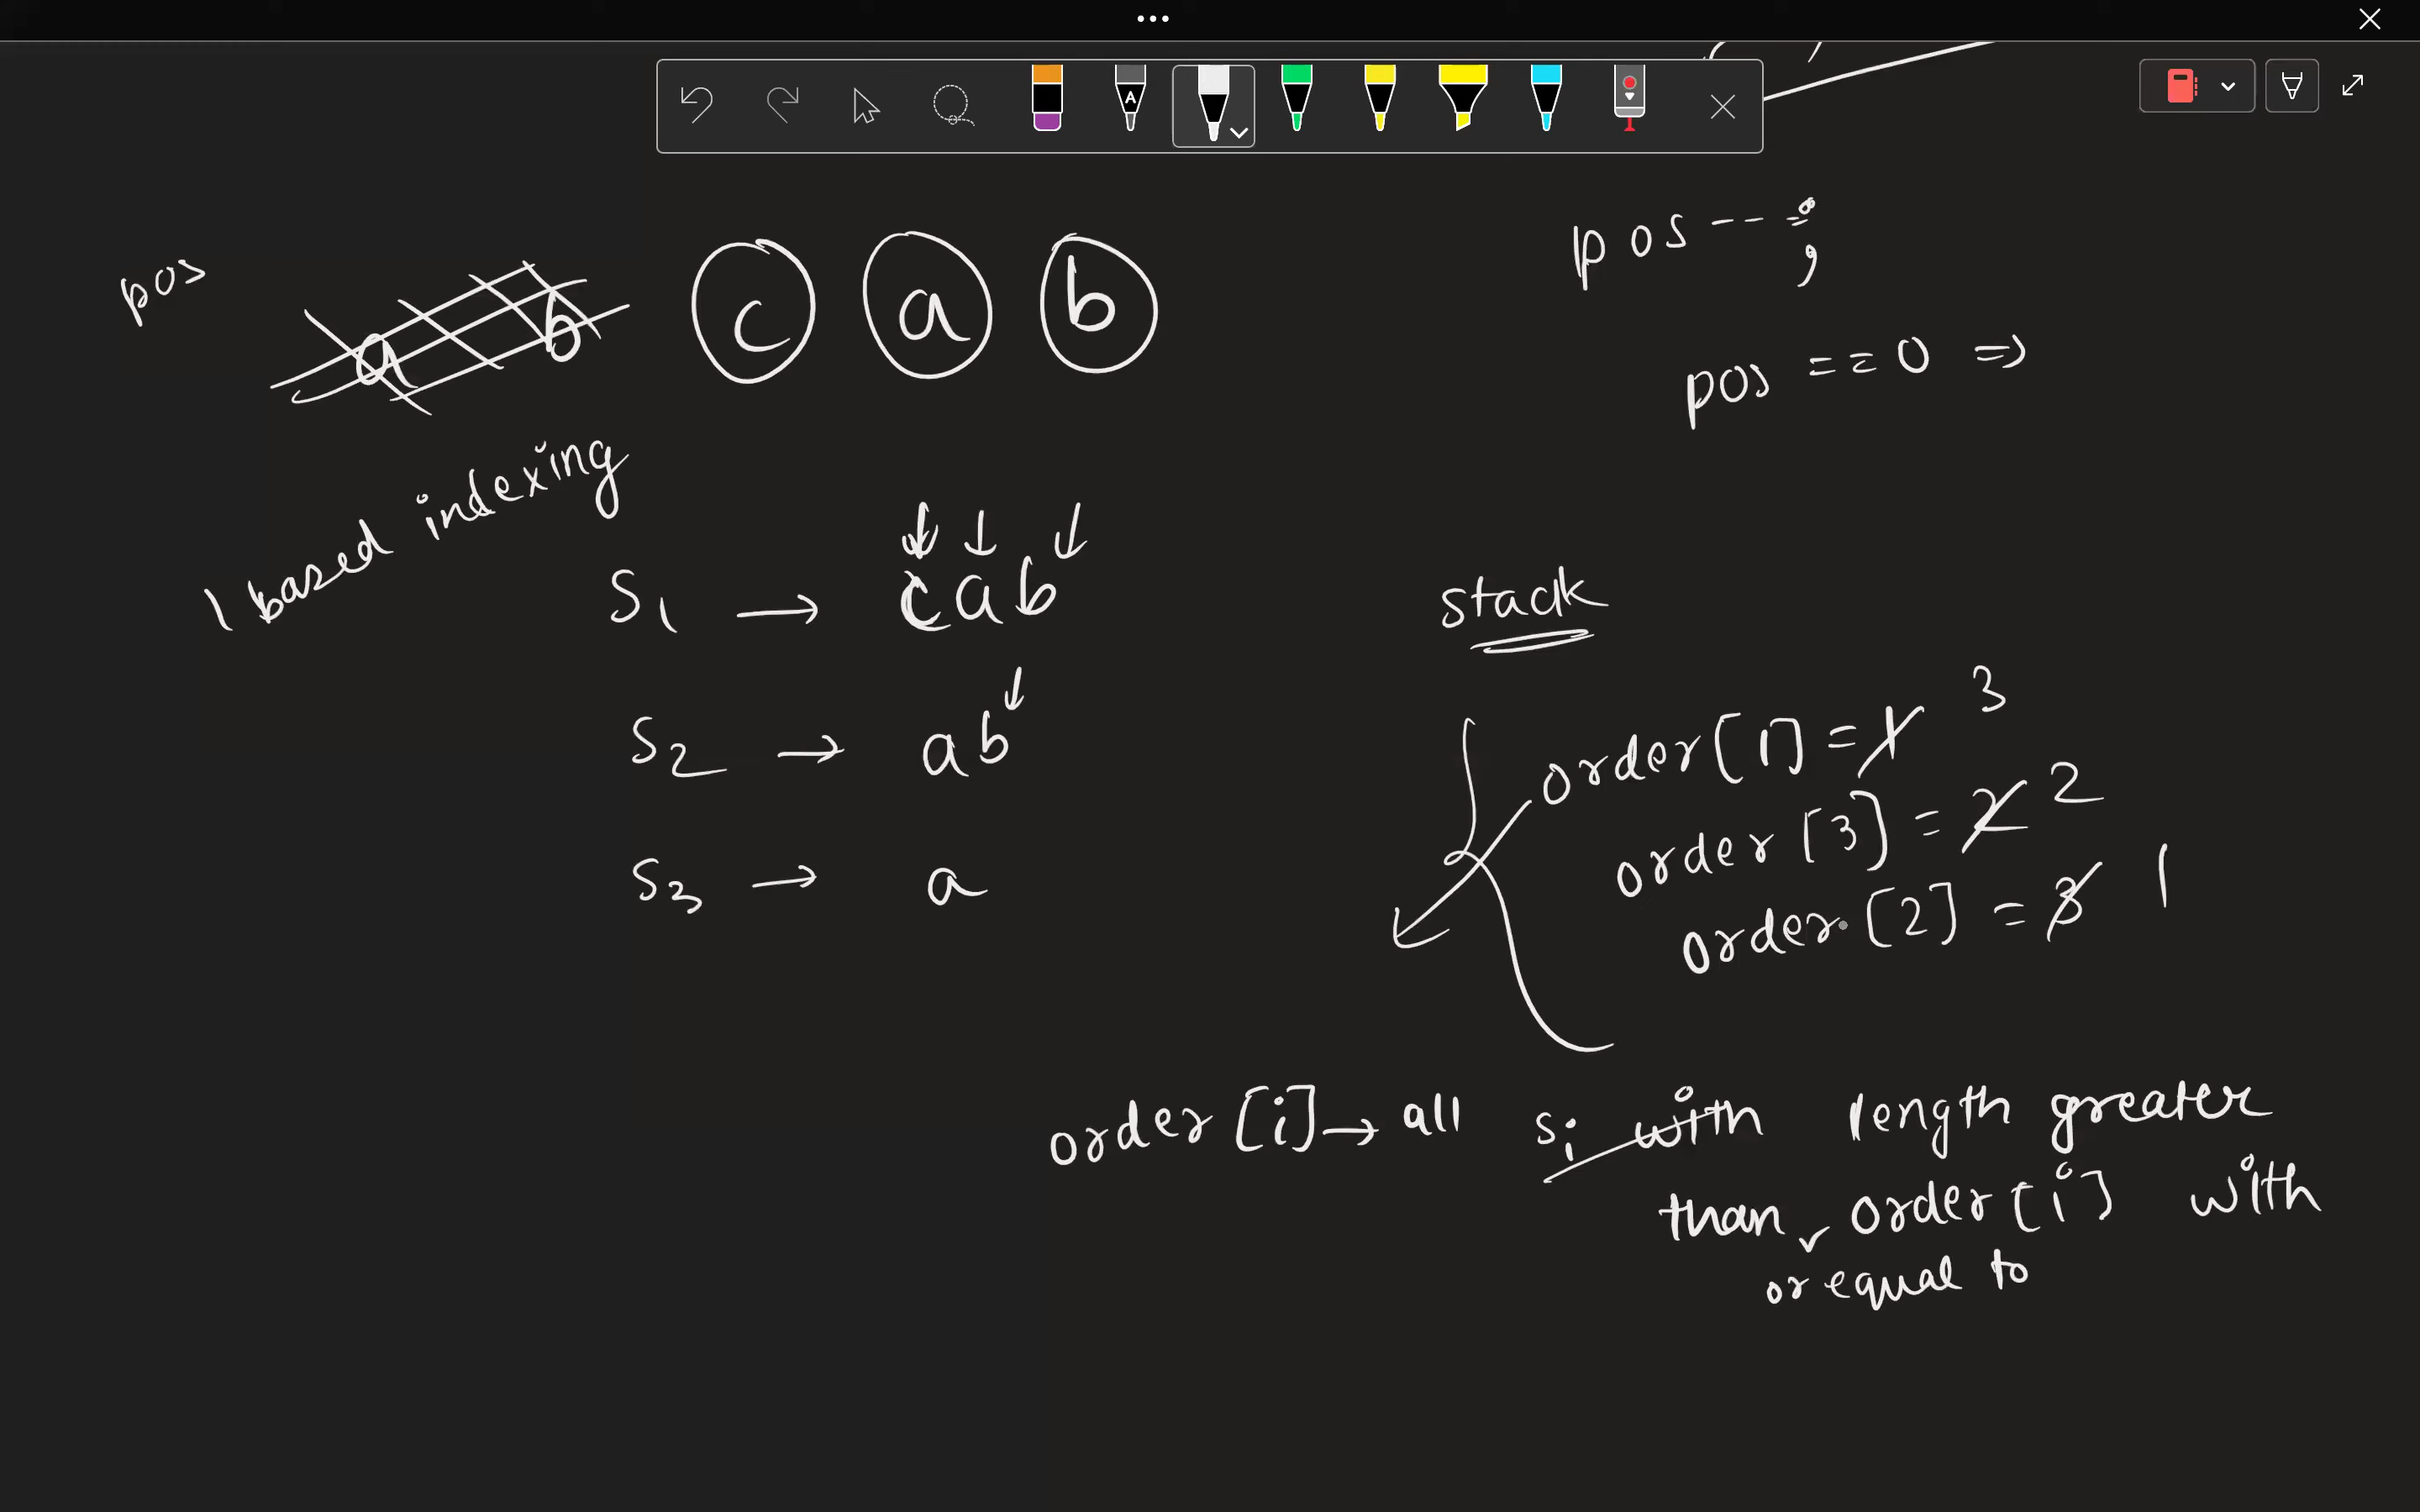 pos
a b
c a b
pos--;
pos == 0 ⇒
1 based indexing
S1 → cab
S2 → ab
S3 → a
stack
order[1] = 1 3
order[3] = 2 2
order[2] = 3 1
order[i] → all si with length greater
than order[i] with
or equal to